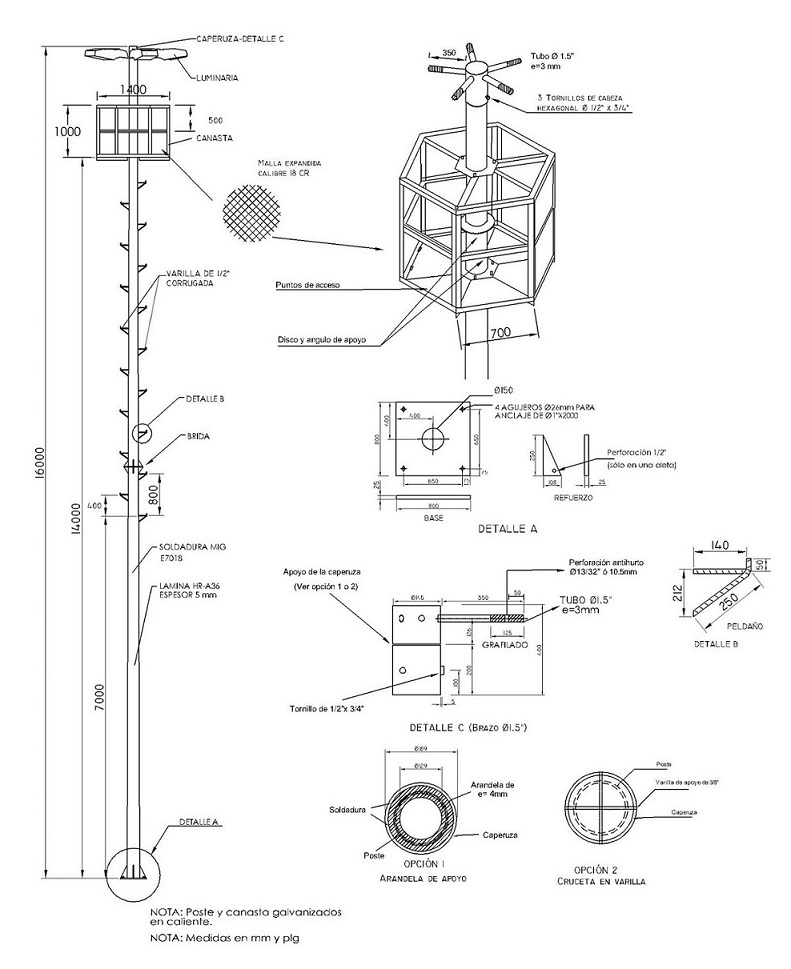 CAPERUZA-DETALLE C
LUMINARIA
1400
500
1000
CANASTA
MALLA EXPANDIDA
CALIBRE 18 CR
VARILLA DE 1/2"
CORRUGADA
DETALLE B
BRIDA
16000
14000
400
800
SOLDADURA MIG
E7018
LAMINA HR-A36
ESPESOR 5 mm
7000
DETALLE A
NOTA: Poste y canasta galvanizados
en caliente.
NOTA: Medidas en mm y plg
350
Tubo Ø 1.5"
e=3 mm
3 TORNILLOS DE CABEZA
HEXAGONAL Ø 1/2" X 3/4"
Puntos de acceso
Disco y angulo de apoyo
700
Ø150
4 AGUJEROS Ø26mm PARA
ANCLAJE DE Ø1"X2000
400
400
800
650
75
650
75
25
800
BASE
250
108
25
Perforación 1/2"
(sólo en una aleta)
REFUERZO
DETALLE A
Apoyo de la caperuza
(Ver opción 1 o 2)
350
50
Perforación antihurto
Ø13/32" ó 10.5mm
TUBO Ø1.5"
e=3mm
126
125
GRAFILADO
400
200
100
5
Tornillo de 1/2"x 3/4"
DETALLE C (BRAZO Ø1.5")
140
50
212
250
PELDAÑO
DETALLE B
Ø189
Ø129
Arandela de
e= 4mm
Soldadura
Caperuza
Poste
OPCIÓN 1
ARANDELA DE APOYO
Poste
Varilla de apoyo de 3/8"
Caperuza
OPCIÓN 2
CRUCETA EN VARILLA